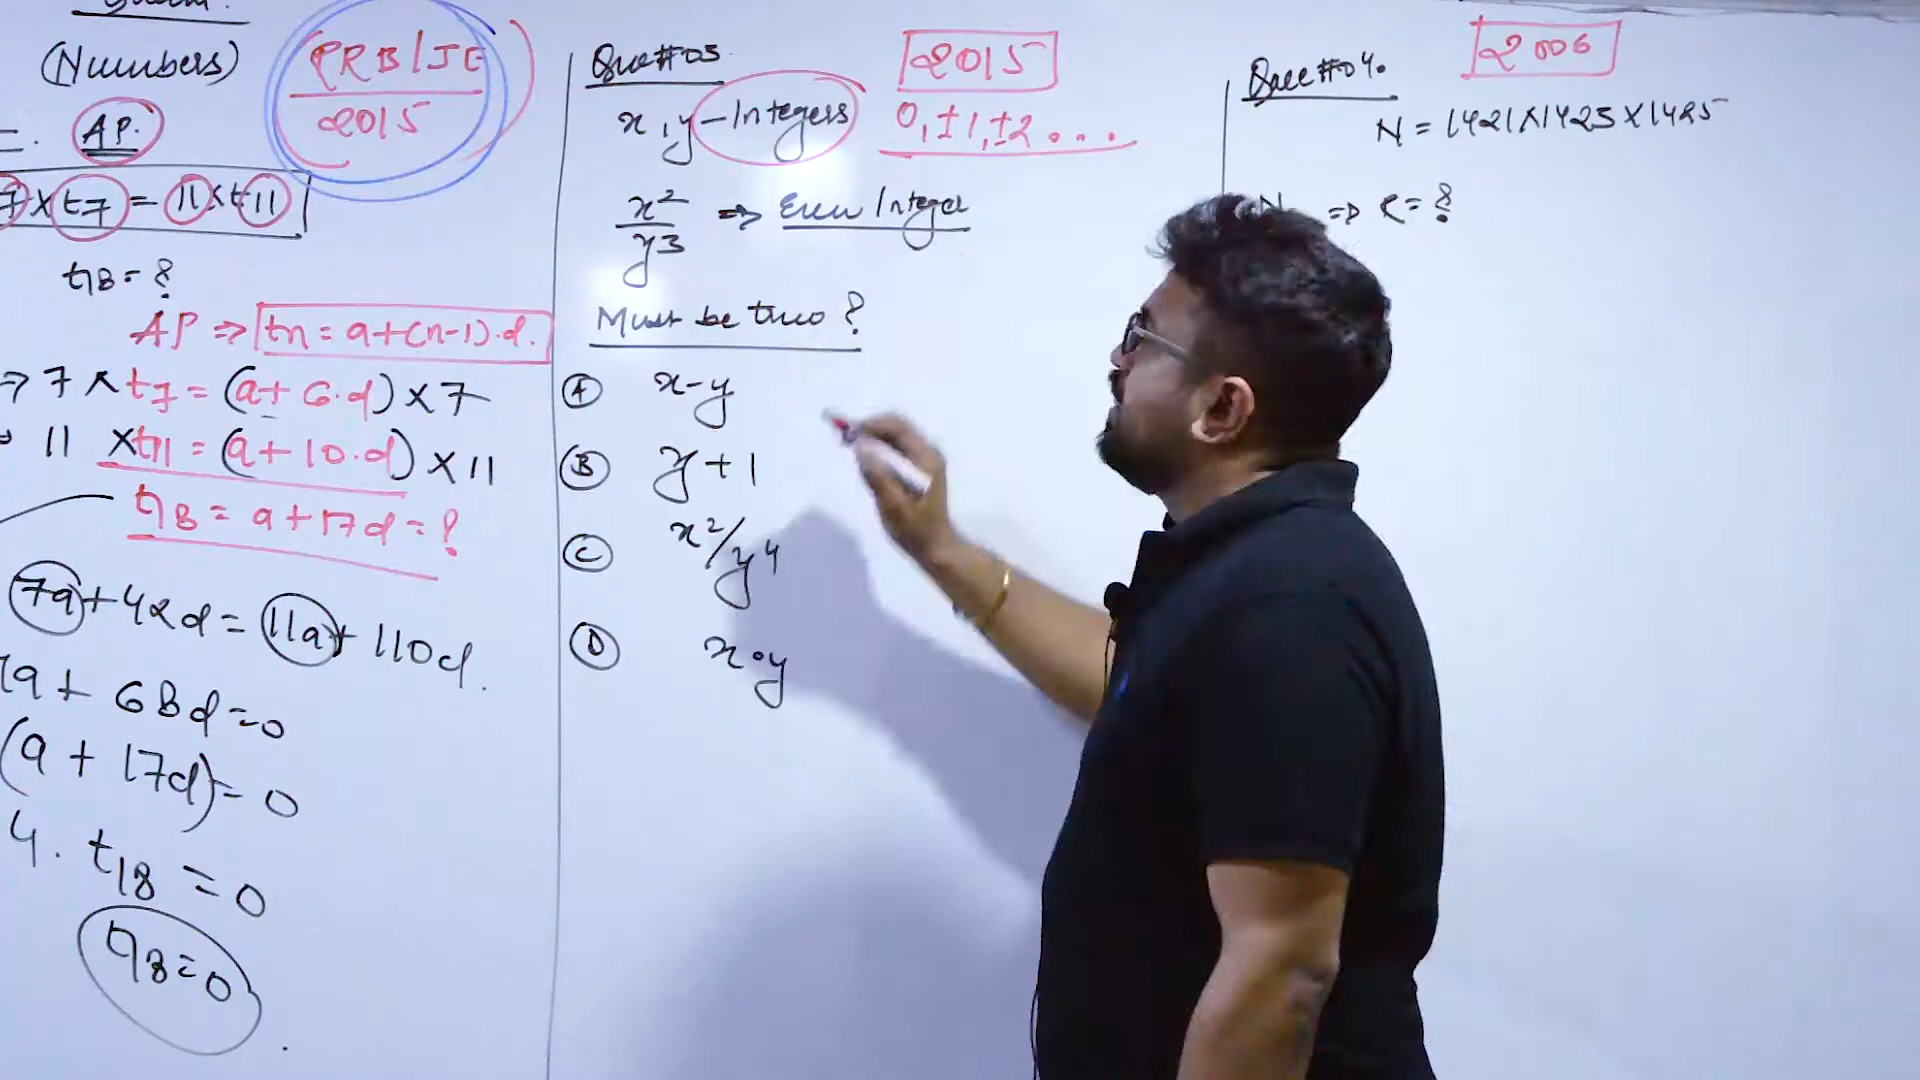 (Numbers)
RRB/JE
2015
AP.
7×t7 = 11×t11
t18 = ?
AP ⇒ tn = a+(n-1).d.
⇒ 7 × t7 = (a+6.d) × 7
11 × t11 = (a+10.d) × 11
t18 = a+17d = ?
7a+42d = 11a+110d.
4a + 68d = 0
(a + 17d) = 0
4. t18 = 0
t18 = 0
Que#03.
2015
x,y - Integers
0, ±1, ±2 ....
x²/y³ ⇒ Even Integer
Must be true ?
(A) x-y
(B) y+1
(C) x²/y⁴
(D) x.y
Que#04.
2006
N = 1421×1423×1425
N ⇒ R = ?